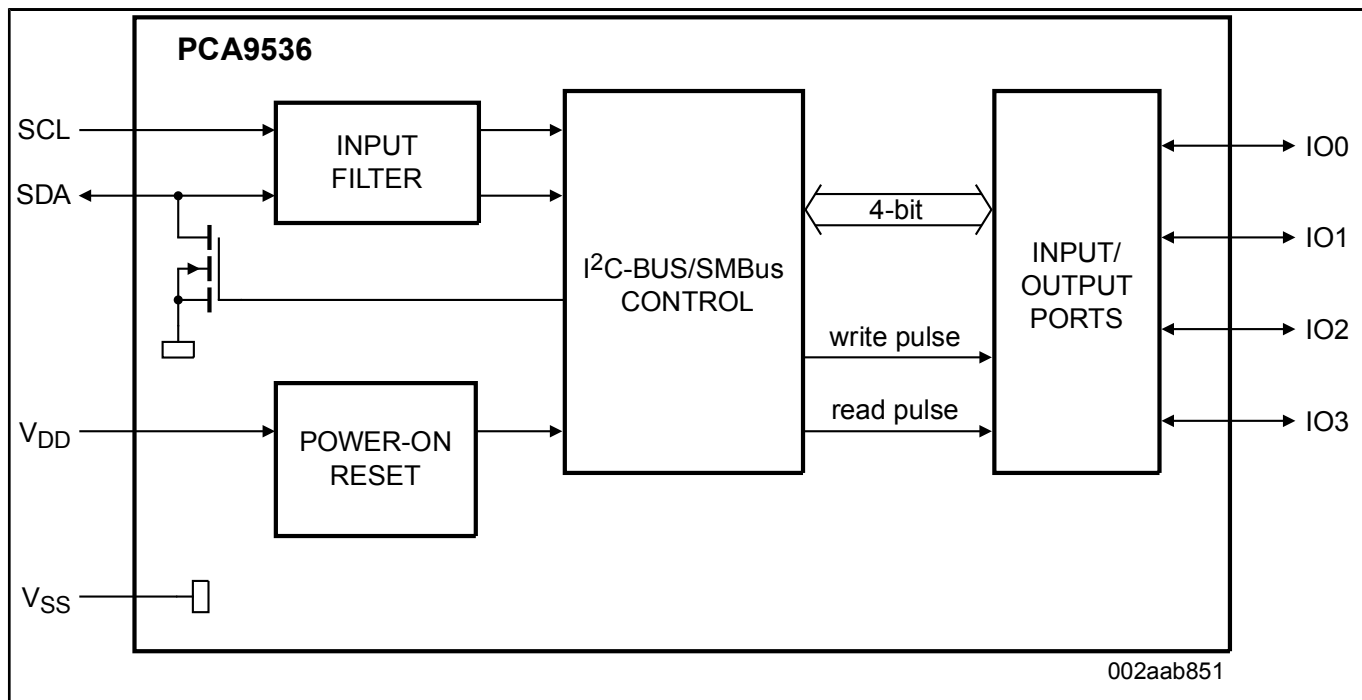 PCA9536
SCL
SDA
INPUT
FILTER
I²C-BUS/SMBus
CONTROL
4-bit
write pulse
read pulse
INPUT/
OUTPUT
PORTS
IO0
IO1
IO2
IO3
VDD
POWER-ON
RESET
VSS
002aab851